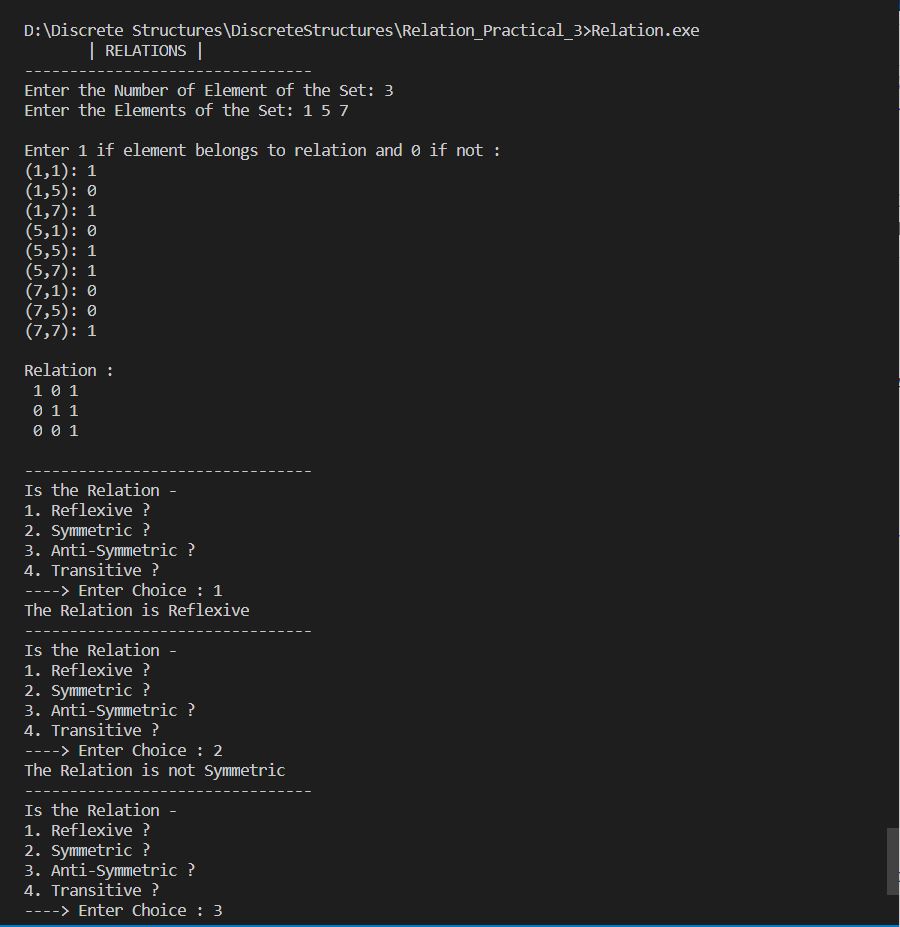 D:\Discrete Structures\DiscreteStructures\Relation_Practical_3>Relation.exe
| RELATIONS |
--------------------------------
Enter the Number of Element of the Set: 3
Enter the Elements of the Set: 1 5 7
Enter 1 if element belongs to relation and 0 if not :
(1,1): 1
(1,5): 0
(1,7): 1
(5,1): 0
(5,5): 1
(5,7): 1
(7,1): 0
(7,5): 0
(7,7): 1
Relation :
1 0 1
0 1 1
0 0 1
--------------------------------
Is the Relation -
1. Reflexive ?
2. Symmetric ?
3. Anti-Symmetric ?
4. Transitive ?
----> Enter Choice : 1
The Relation is Reflexive
--------------------------------
Is the Relation -
1. Reflexive ?
2. Symmetric ?
3. Anti-Symmetric ?
4. Transitive ?
----> Enter Choice : 2
The Relation is not Symmetric
--------------------------------
Is the Relation -
1. Reflexive ?
2. Symmetric ?
3. Anti-Symmetric ?
4. Transitive ?
----> Enter Choice : 3